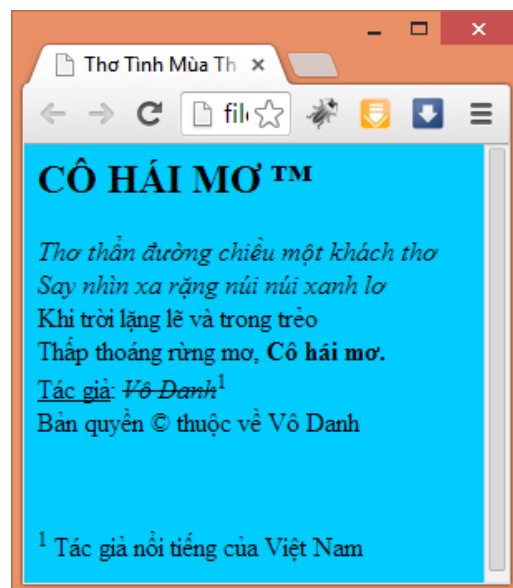 Thơ Tình Mùa Th
file
CÔ HÁI MƠ ™
Thơ thẩn đường chiều một khách thơ
Say nhìn xa rặng núi núi xanh lơ
Khi trời lặng lẽ và trong trẻo
Thấp thoáng rừng mơ, Cô hái mơ.
Tác giả: Vô Danh¹
Bản quyền © thuộc về Vô Danh
¹ Tác giả nổi tiếng của Việt Nam